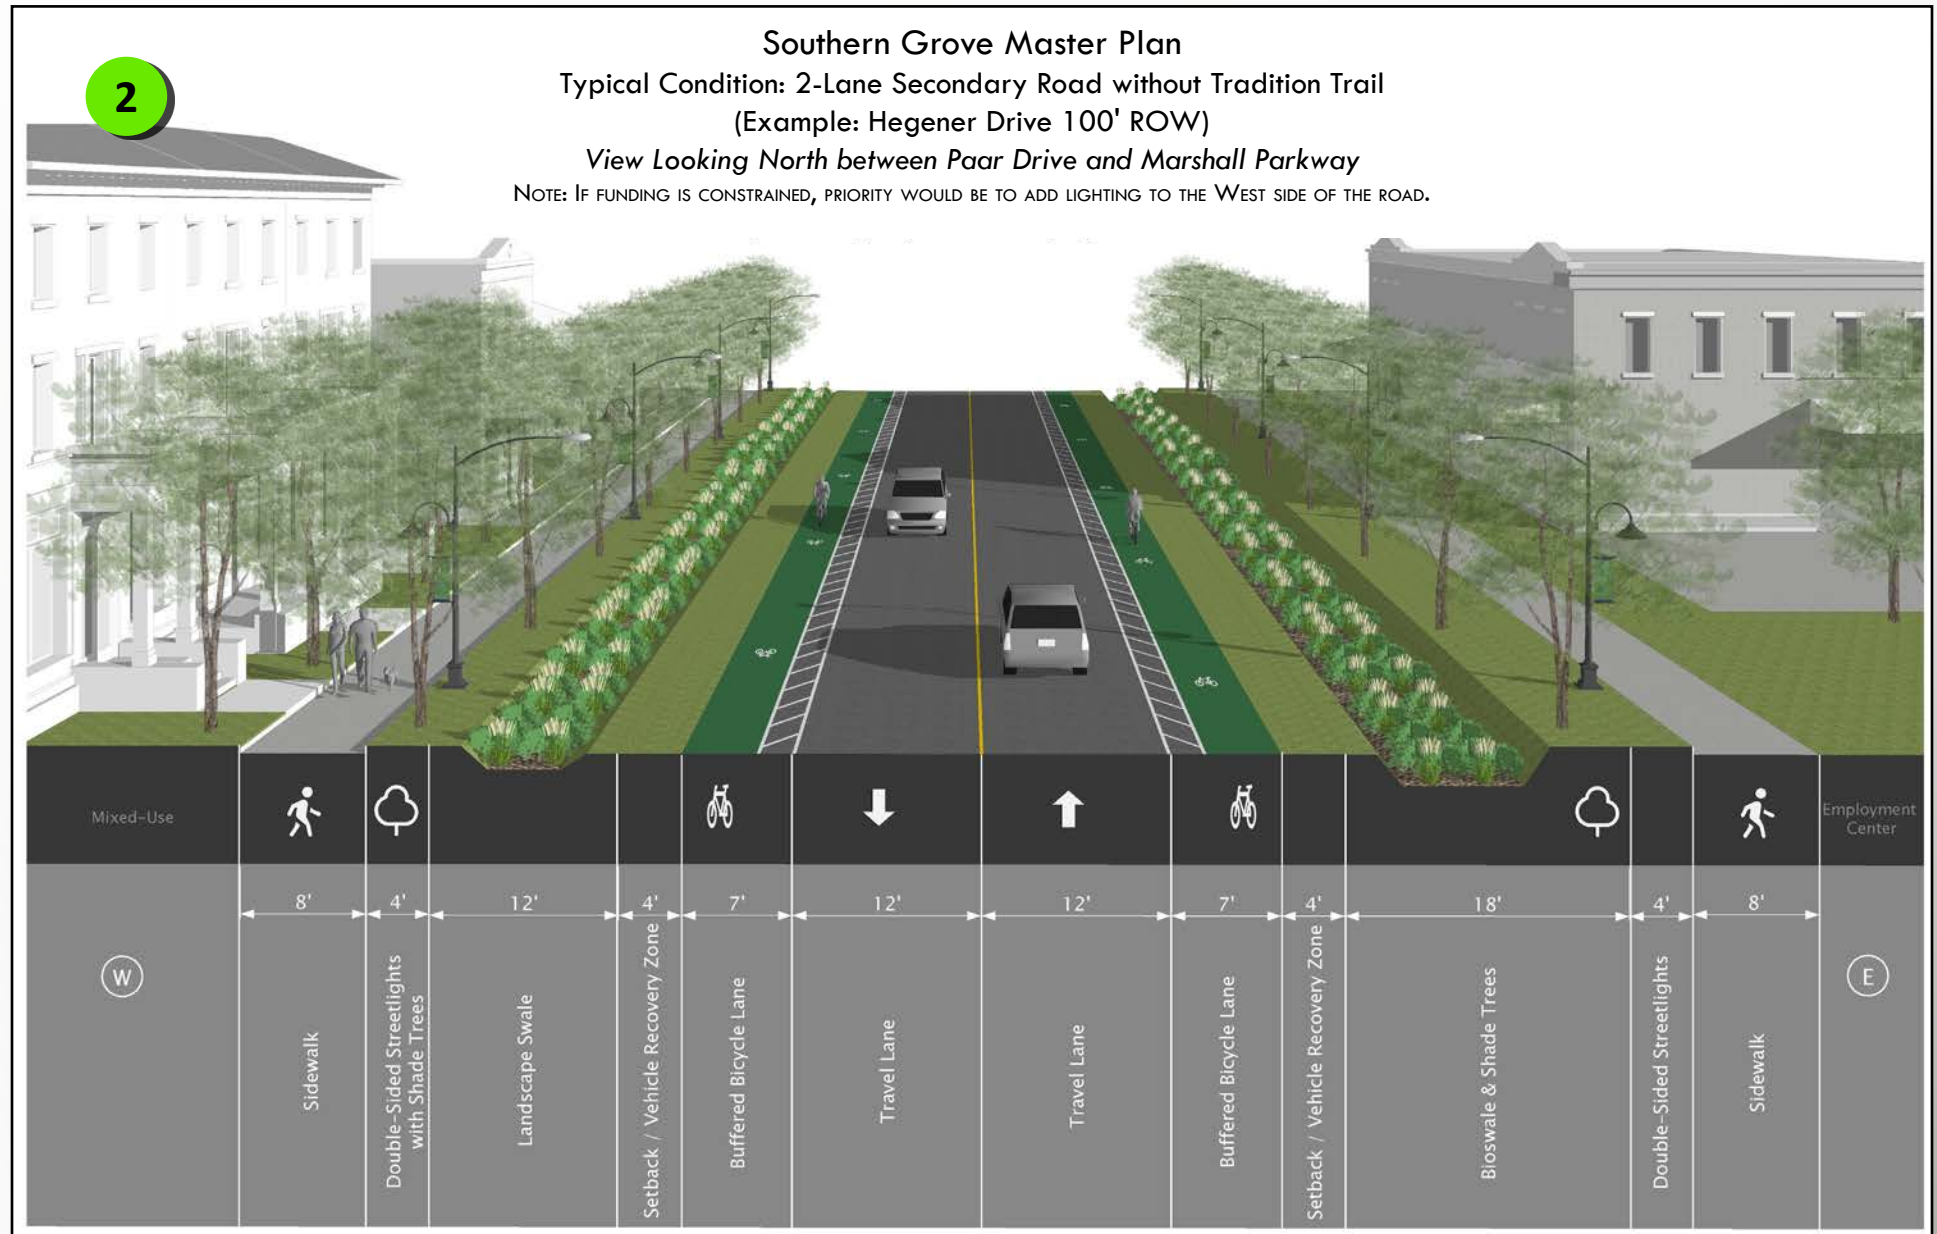 2
Southern Grove Master Plan
Typical Condition: 2-Lane Secondary Road without Tradition Trail
(Example: Hegener Drive 100' ROW)
View Looking North between Paar Drive and Marshall Parkway
NOTE: IF FUNDING IS CONSTRAINED, PRIORITY WOULD BE TO ADD LIGHTING TO THE WEST SIDE OF THE ROAD.
Mixed-Use
Employment
Center
8'
4'
12'
4'
7'
12'
12'
7'
4'
18'
4'
8'
W
Sidewalk
Double-Sided Streetlights
with Shade Trees
Landscape Swale
Setback / Vehicle Recovery Zone
Buffered Bicycle Lane
Travel Lane
Travel Lane
Buffered Bicycle Lane
Setback / Vehicle Recovery Zone
Bioswale & Shade Trees
Double-Sided Streetlights
Sidewalk
E